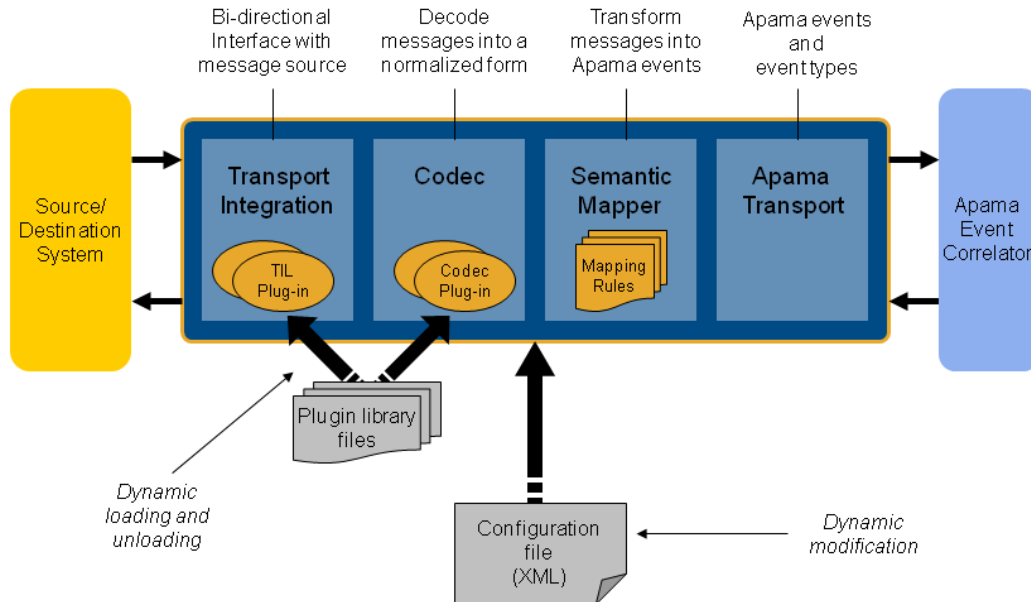 Bi-directional
Interface with
message source
Decode
messages into a
normalized form
Transform
messages into
Apama events
Apama events
and
event types
Source/
Destination
System
Transport
Integration
TIL
Plug-in
Codec
Codec
Plug-in
Semantic
Mapper
Mapping
Rules
Apama
Transport
Apama
Event
Correlator
Plugin library
files
Dynamic
loading and
unloading
Configuration
file
(XML)
Dynamic
modification